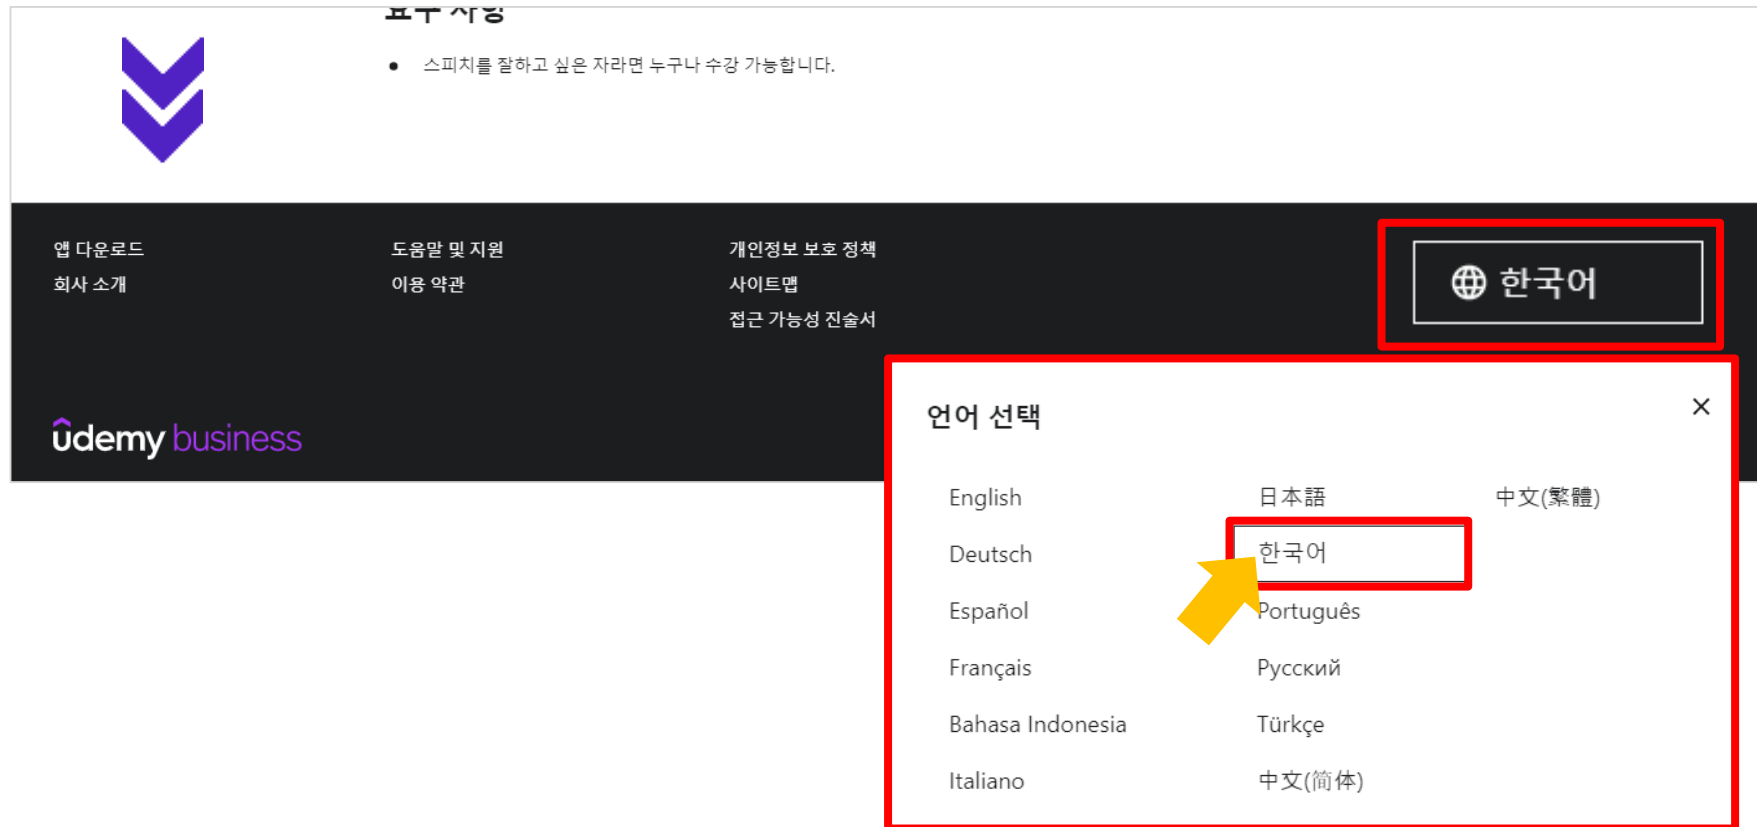 요구 사항
● 스피치를 잘하고 싶은 자라면 누구나 수강 가능합니다.
앱 다운로드
회사 소개
도움말 및 지원
이용 약관
개인정보 보호 정책
사이트맵
접근 가능성 진술서
한국어
udemy business
언어 선택
×
English
Deutsch
Español
Français
Bahasa Indonesia
Italiano
日本語
한국어
Português
Русский
Türkçe
中文(简体)
中文(繁體)